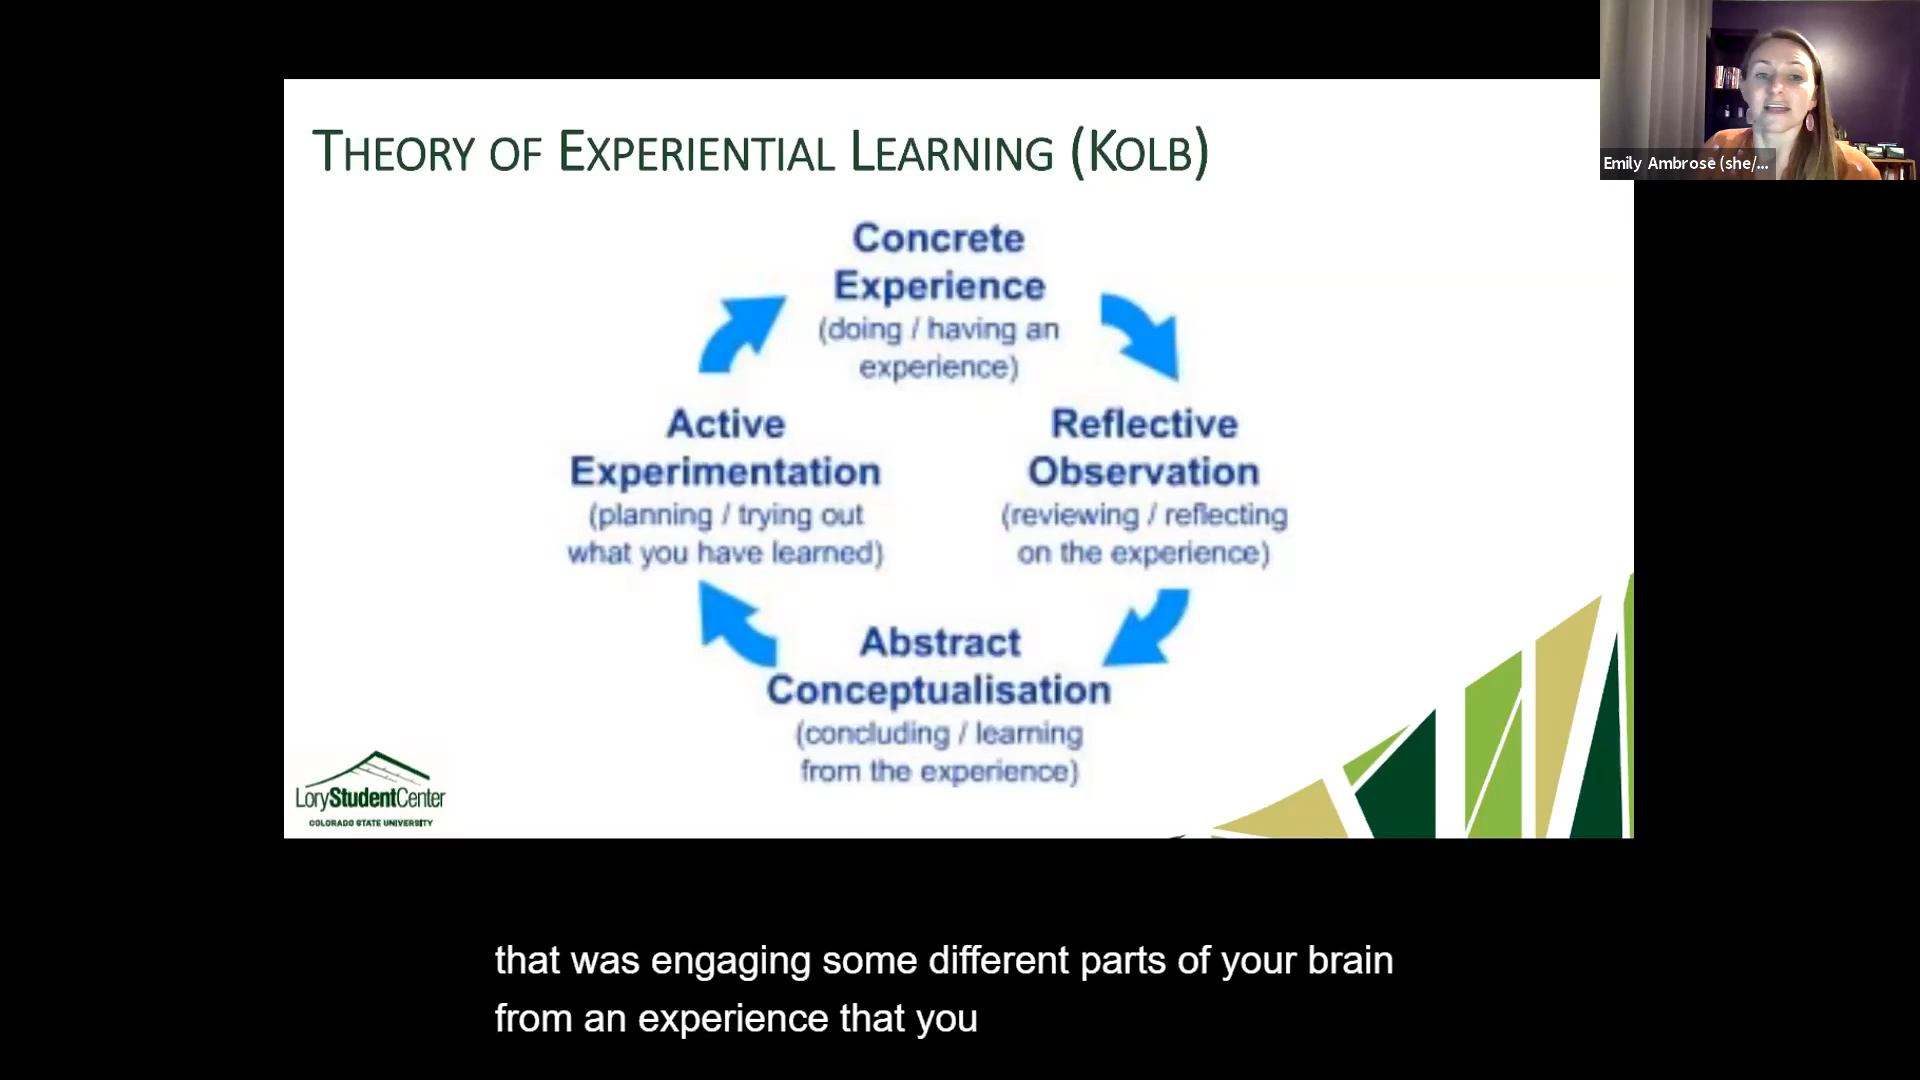 THEORY OF EXPERIENTIAL LEARNING (KOLB)
Concrete
Experience
(doing / having an
experience)
Reflective
Observation
(reviewing / reflecting
on the experience)
Abstract
Conceptualisation
(concluding / learning
from the experience)
Active
Experimentation
(planning / trying out
what you have learned)
LoryStudentCenter
COLORADO STATE UNIVERSITY
Emily Ambrose (she/...
that was engaging some different parts of your brain
from an experience that you